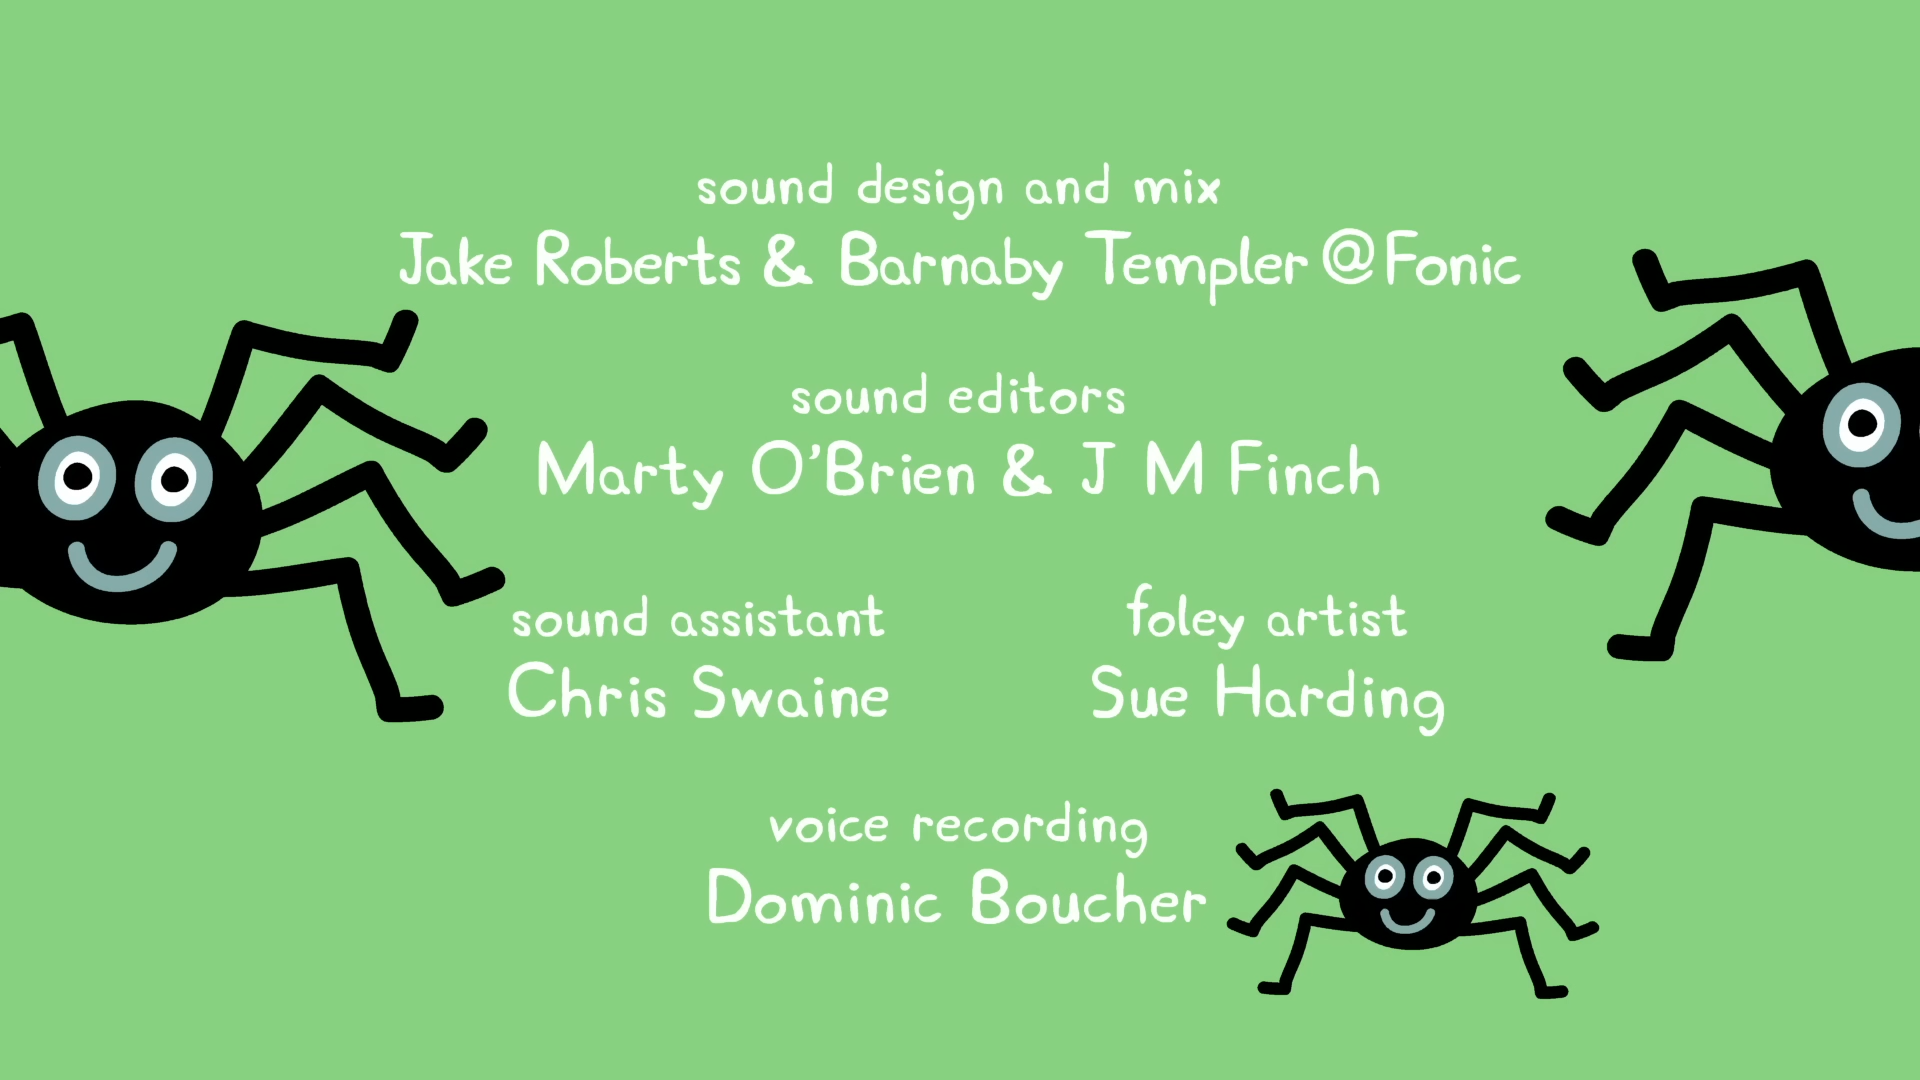 sound design and mix
Jake Roberts & Barnaby Templer @Fonic
sound editors
Marty O'Brien & J M Finch
sound assistant
Chris Swaine
foley artist
Sue Harding
voice recording
Dominic Boucher